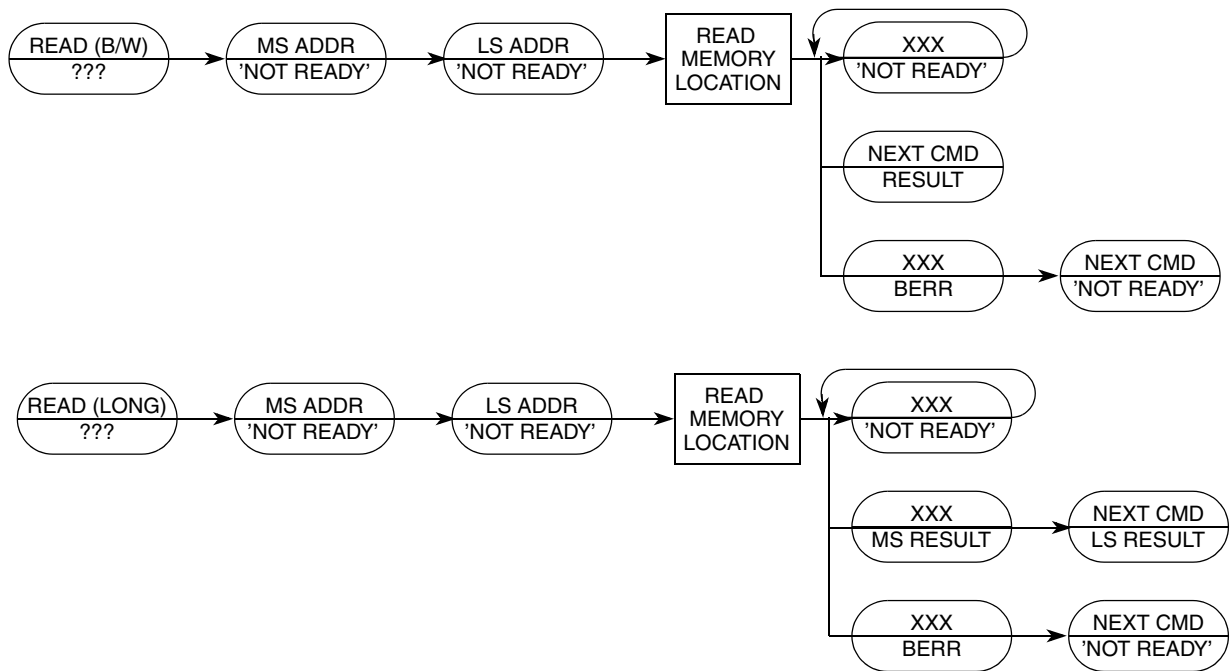 READ (B/W)
???
MS ADDR
'NOT READY'
LS ADDR
'NOT READY'
READ
MEMORY
LOCATION
XXX
'NOT READY'
NEXT CMD
RESULT
XXX
BERR
NEXT CMD
'NOT READY'
READ (LONG)
???
MS ADDR
'NOT READY'
LS ADDR
'NOT READY'
READ
MEMORY
LOCATION
XXX
'NOT READY'
XXX
MS RESULT
NEXT CMD
LS RESULT
XXX
BERR
NEXT CMD
'NOT READY'